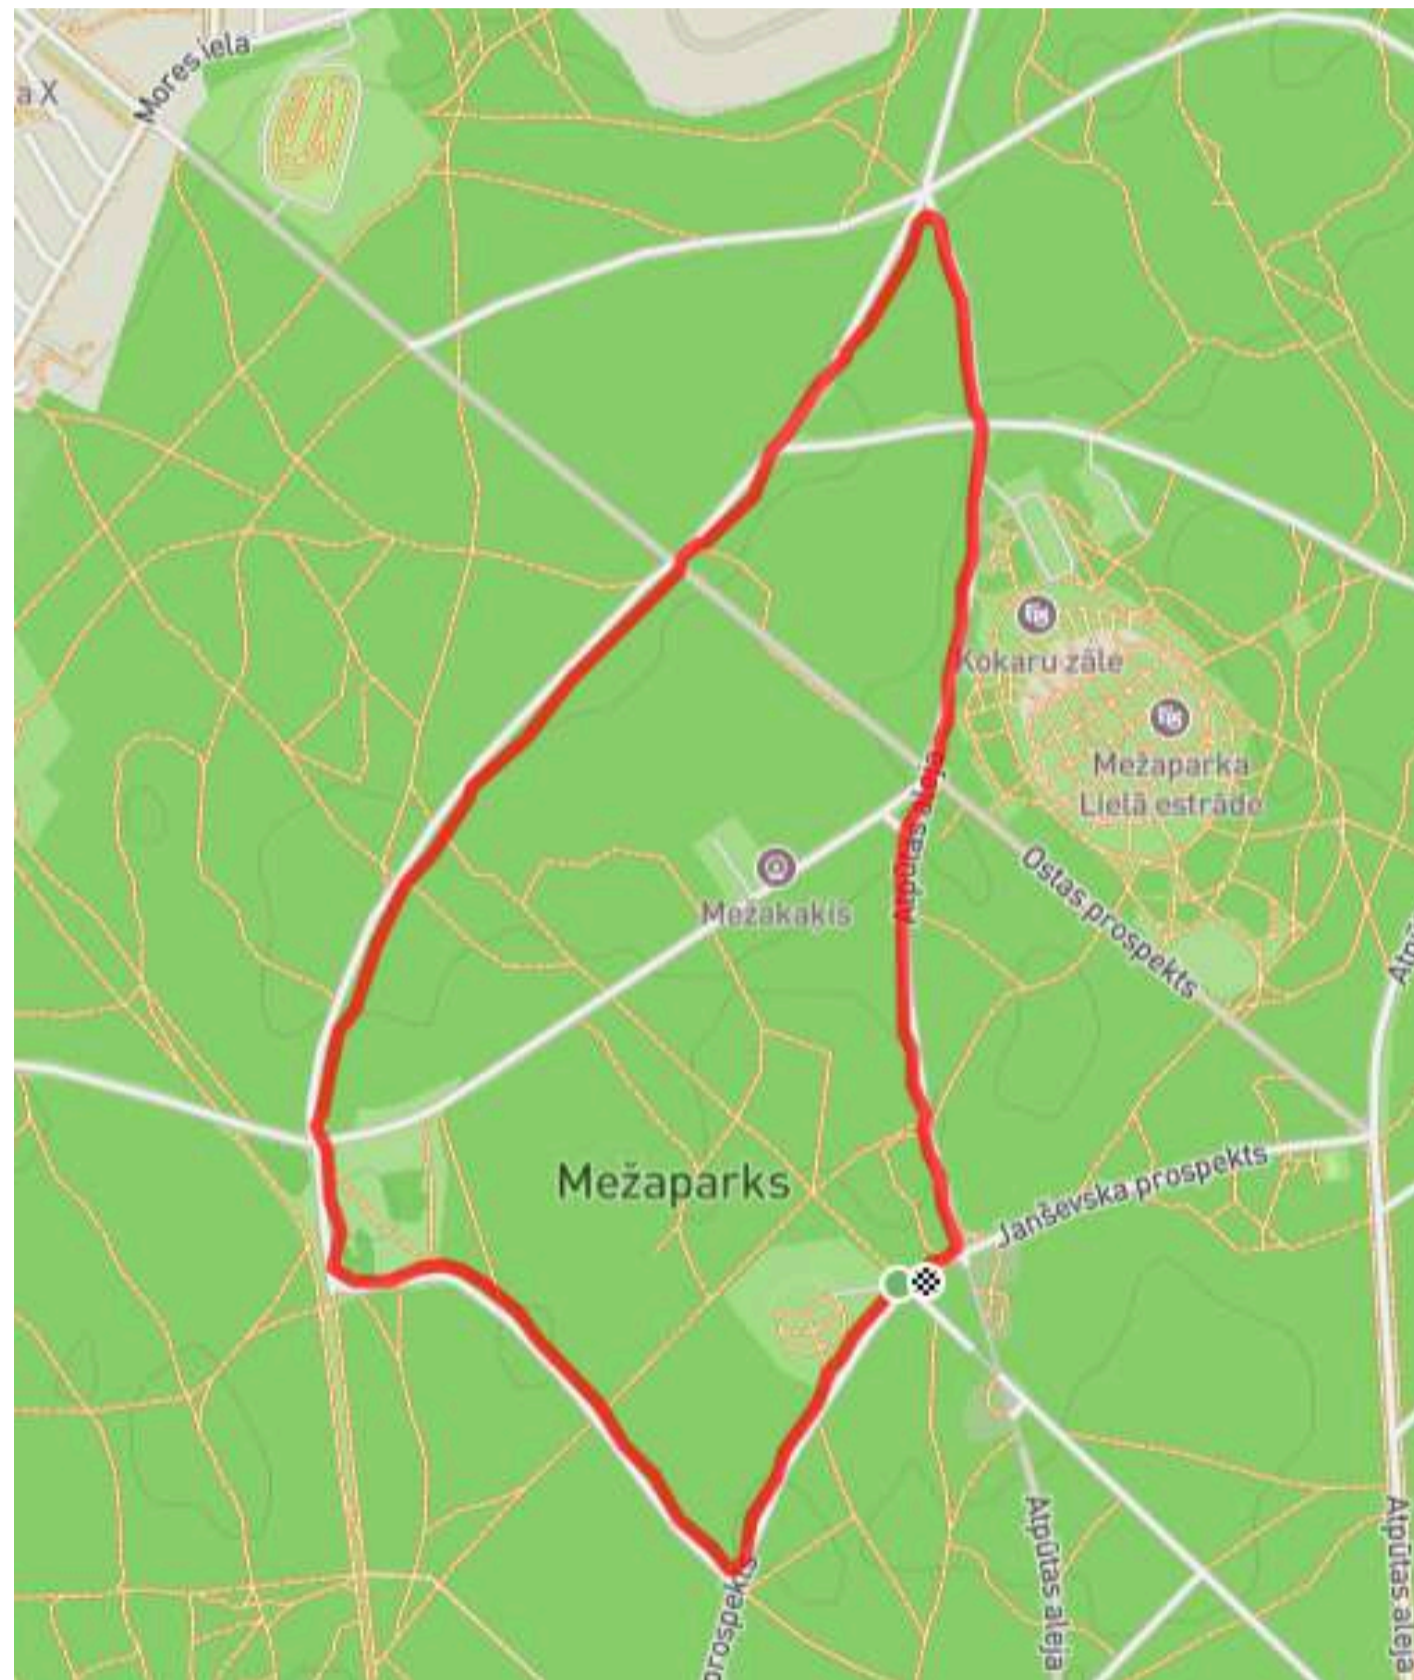 Mores iela
a X
Kokaru zāle
Mežaparka
Lielā estrāde
Atpūtas aleja
Mežakaķis
Ostas prospekts
Mežaparks
Janševska prospekts
prospekts
Atpūtas aleja
Atpūtas aleja